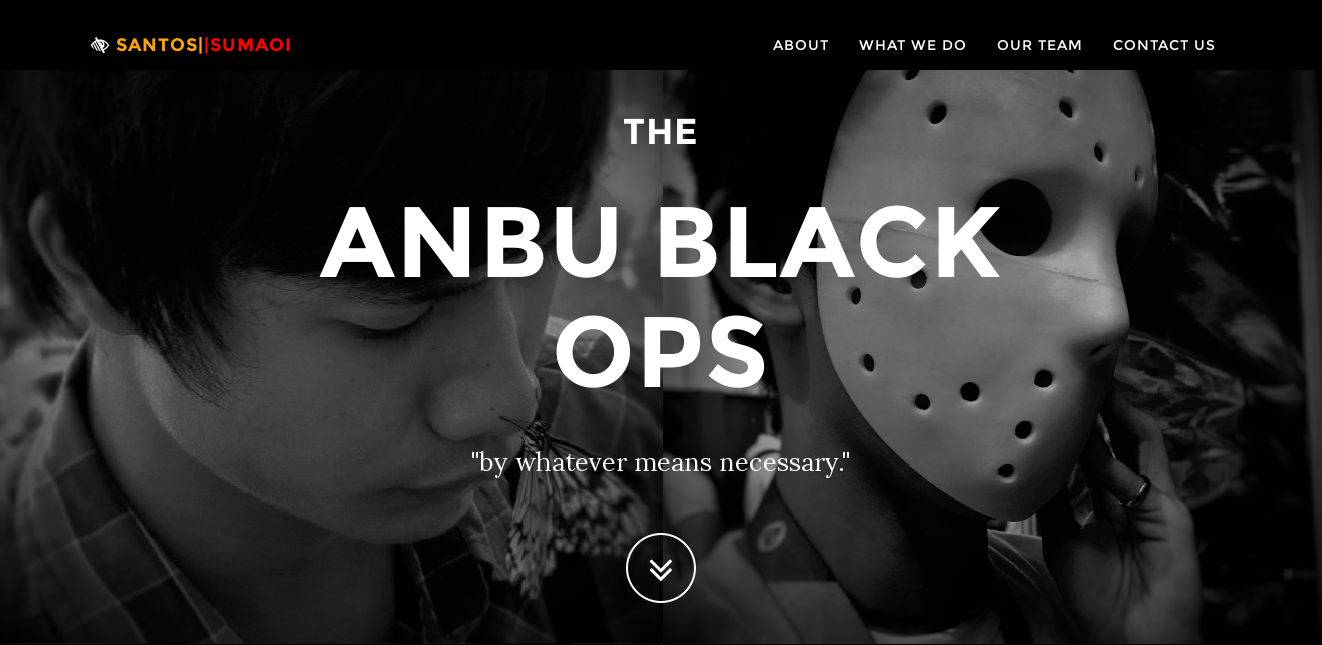 SANTOS||SUMAOI
ABOUT WHAT WE DO OUR TEAM CONTACT US
THE
ANBU BLACK
OPS
"by whatever means necessary."